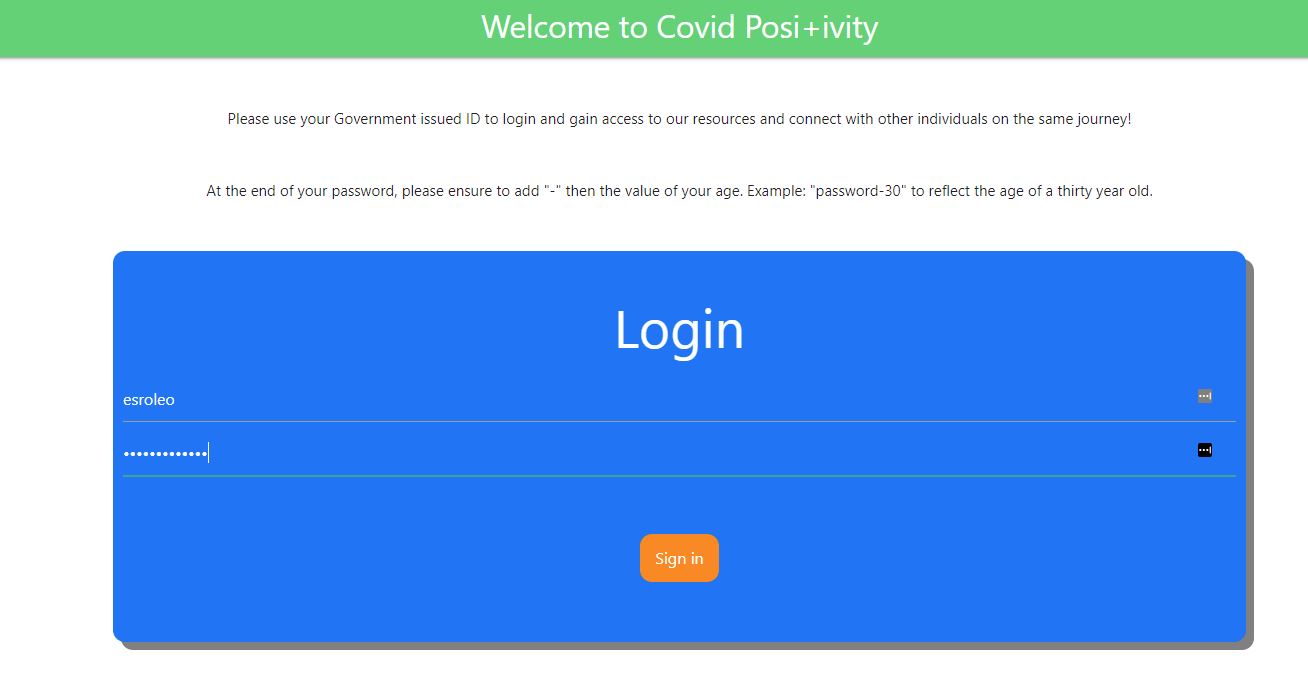 Welcome to Covid Posi+ivity
Please use your Government issued ID to login and gain access to our resources and connect with other individuals on the same journey!
At the end of your password, please ensure to add "-" then the value of your age. Example: "password-30" to reflect the age of a thirty year old.
Login
esroleo
•••••••••••••
Sign in